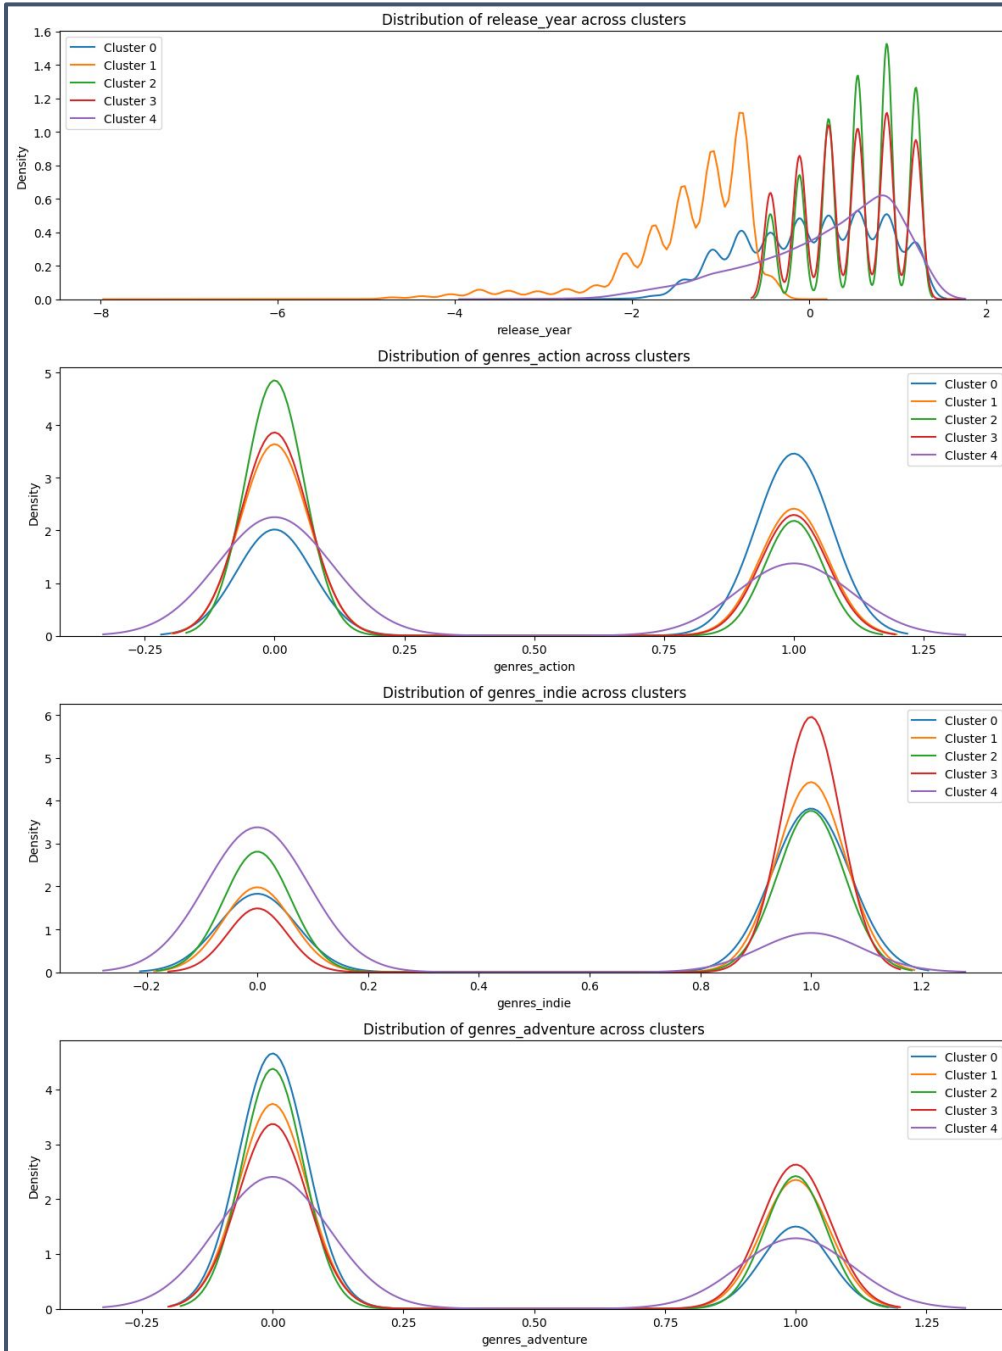 Distribution of release_year across clusters
1.6
1.4
1.2
1.0
0.8
0.6
0.4
0.2
0.0
Density
Cluster 0
Cluster 1
Cluster 2
Cluster 3
Cluster 4
−8 −6 −4 −2 0 2
release_year
Distribution of genres_action across clusters
5
4
3
2
1
0
Density
Cluster 0
Cluster 1
Cluster 2
Cluster 3
Cluster 4
−0.25 0.00 0.25 0.50 0.75 1.00 1.25
genres_action
Distribution of genres_indie across clusters
6
5
4
3
2
1
0
Density
Cluster 0
Cluster 1
Cluster 2
Cluster 3
Cluster 4
−0.2 0.0 0.2 0.4 0.6 0.8 1.0 1.2
genres_indie
Distribution of genres_adventure across clusters
4
3
2
1
0
Density
Cluster 0
Cluster 1
Cluster 2
Cluster 3
Cluster 4
−0.25 0.00 0.25 0.50 0.75 1.00 1.25
genres_adventure